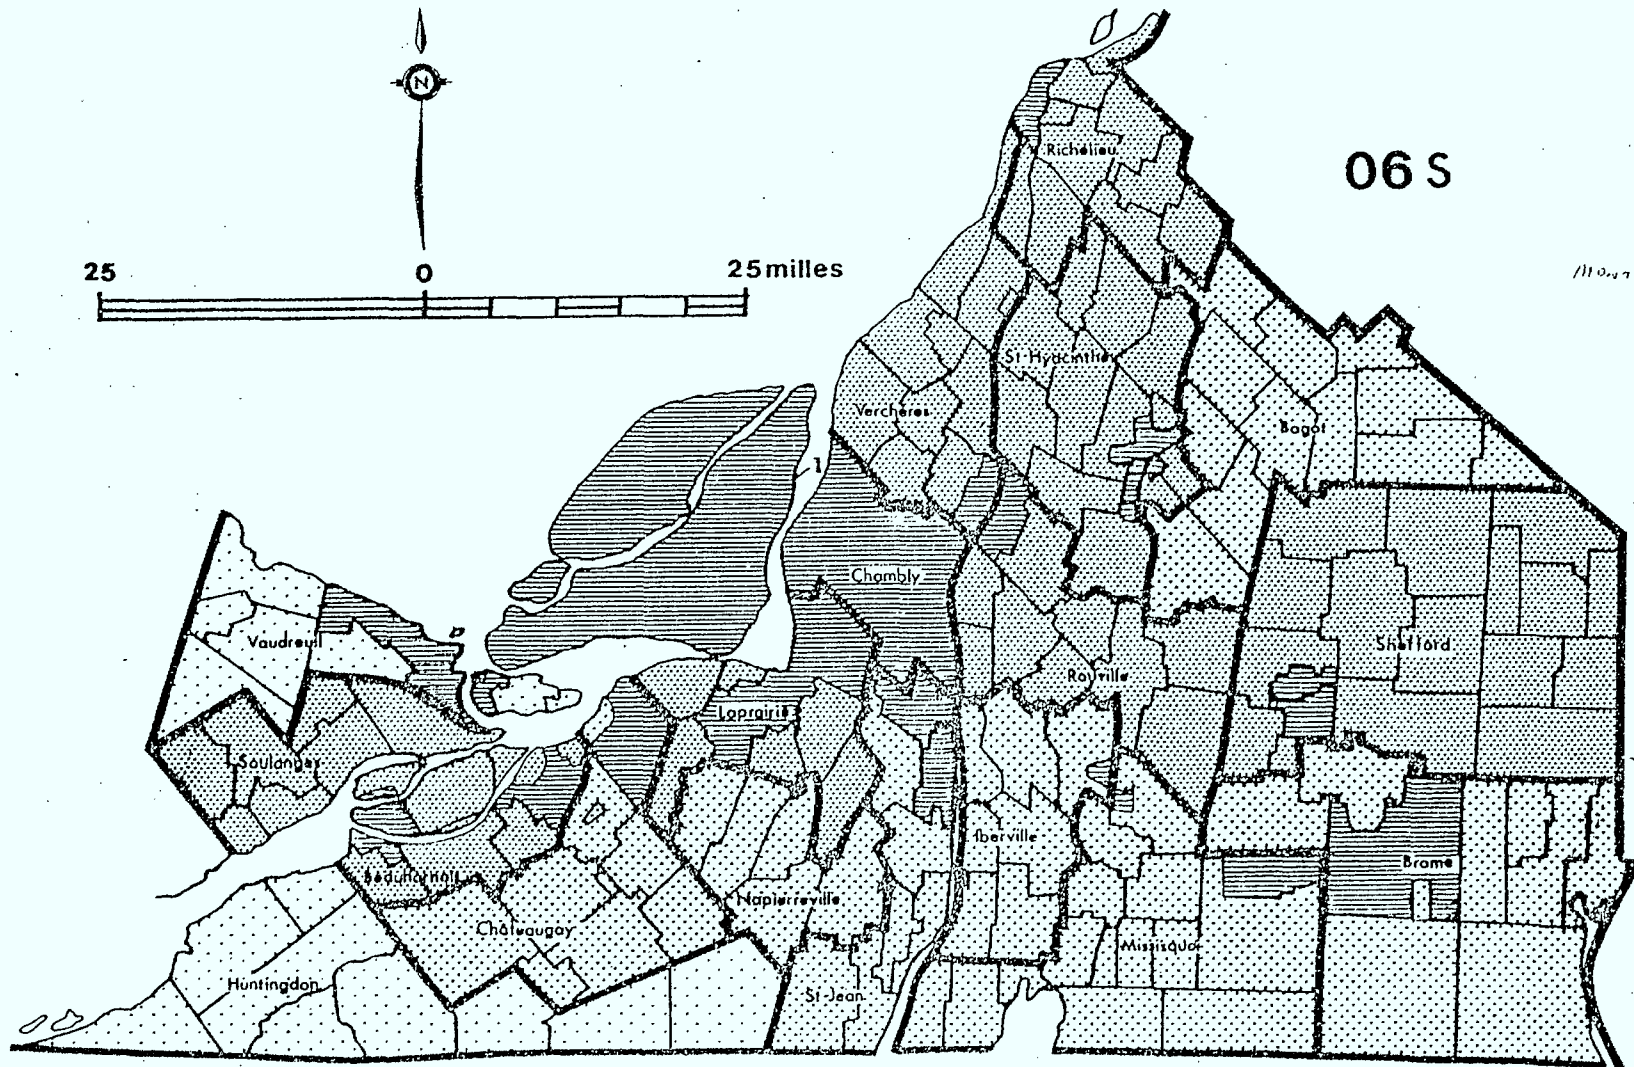 N
Richelieu
06 S
25 0 25 milles
St-Hyacinthe
Verchères
Bagot
1
Chambly
Vaudreuil
Shefford
Rouville
Laprairie
Soulanges
Iberville
Brome
Beauharnois
Napierreville
Châteaugay
Missisquoi
Huntingdon
St-Jean